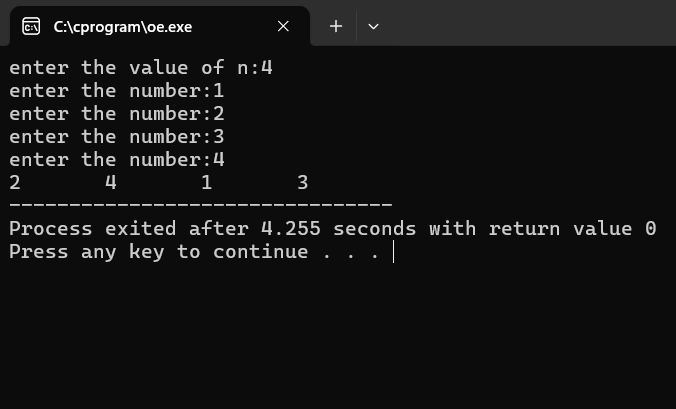 C:\cprogram\oe.exe
enter the value of n:4
enter the number:1
enter the number:2
enter the number:3
enter the number:4
2       4       1       3
--------------------------------
Process exited after 4.255 seconds with return value 0
Press any key to continue . . .